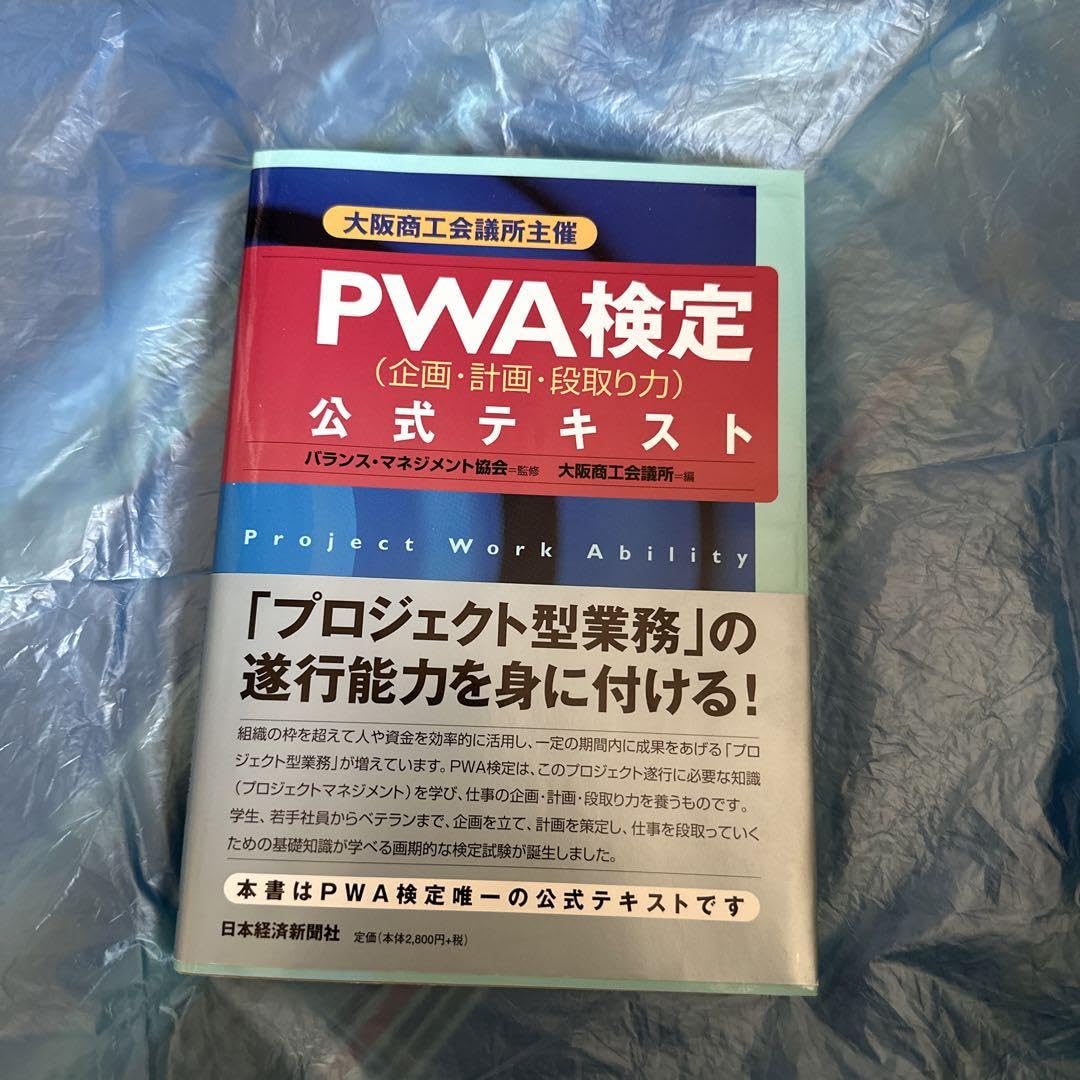 大阪商工会議所主催
PWA検定
(企画・計画・段取り力)
公式テキスト
バランス・マネジメント協会=監修 大阪商工会議所=編
Project Work Ability
「プロジェクト型業務」の
遂行能力を身に付ける!
組織の枠を超えて人や資金を効率的に活用し、一定の期間内に成果をあげる「プロ
ジェクト型業務」が増えています。PWA検定は、このプロジェクト遂行に必要な知識
(プロジェクトマネジメント)を学び、仕事の企画・計画・段取り力を養うものです。
学生、若手社員からベテランまで、企画を立て、計画を策定し、仕事を段取っていく
ための基礎知識が学べる画期的な検定試験が誕生しました。
本書はPWA検定唯一の公式テキストです
日本経済新聞社 定価(本体2,800円+税)